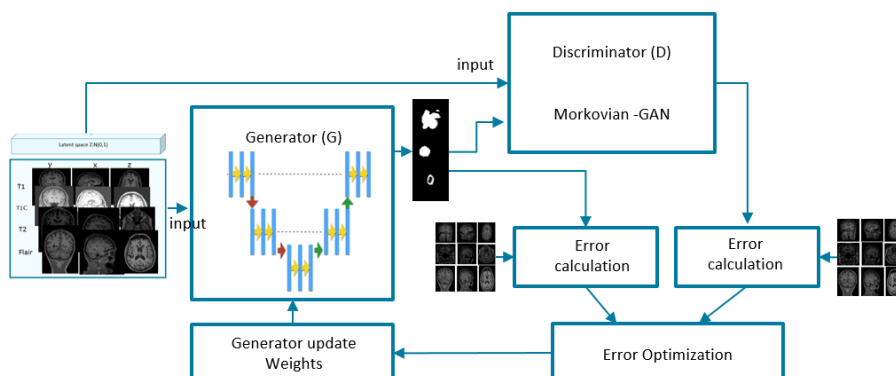 input
Discriminator (D)
Morkovian -GAN
Latent space Z:N(0,1)
Generator (G)
y x z
T1
T1C
T2
Flair
input
Error
calculation
Error
calculation
Generator update
Weights
Error Optimization